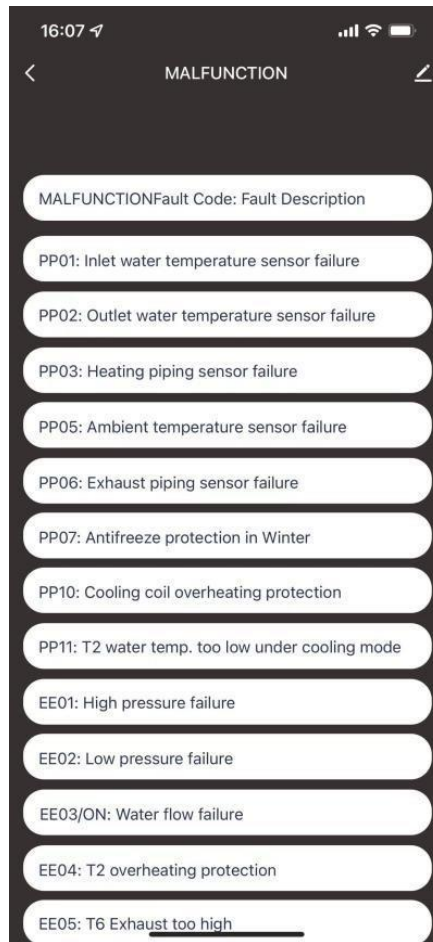 16:07
MALFUNCTION
MALFUNCTIONFault Code: Fault Description
PP01: Inlet water temperature sensor failure
PP02: Outlet water temperature sensor failure
PP03: Heating piping sensor failure
PP05: Ambient temperature sensor failure
PP06: Exhaust piping sensor failure
PP07: Antifreeze protection in Winter
PP10: Cooling coil overheating protection
PP11: T2 water temp. too low under cooling mode
EE01: High pressure failure
EE02: Low pressure failure
EE03/ON: Water flow failure
EE04: T2 overheating protection
EE05: T6 Exhaust too high